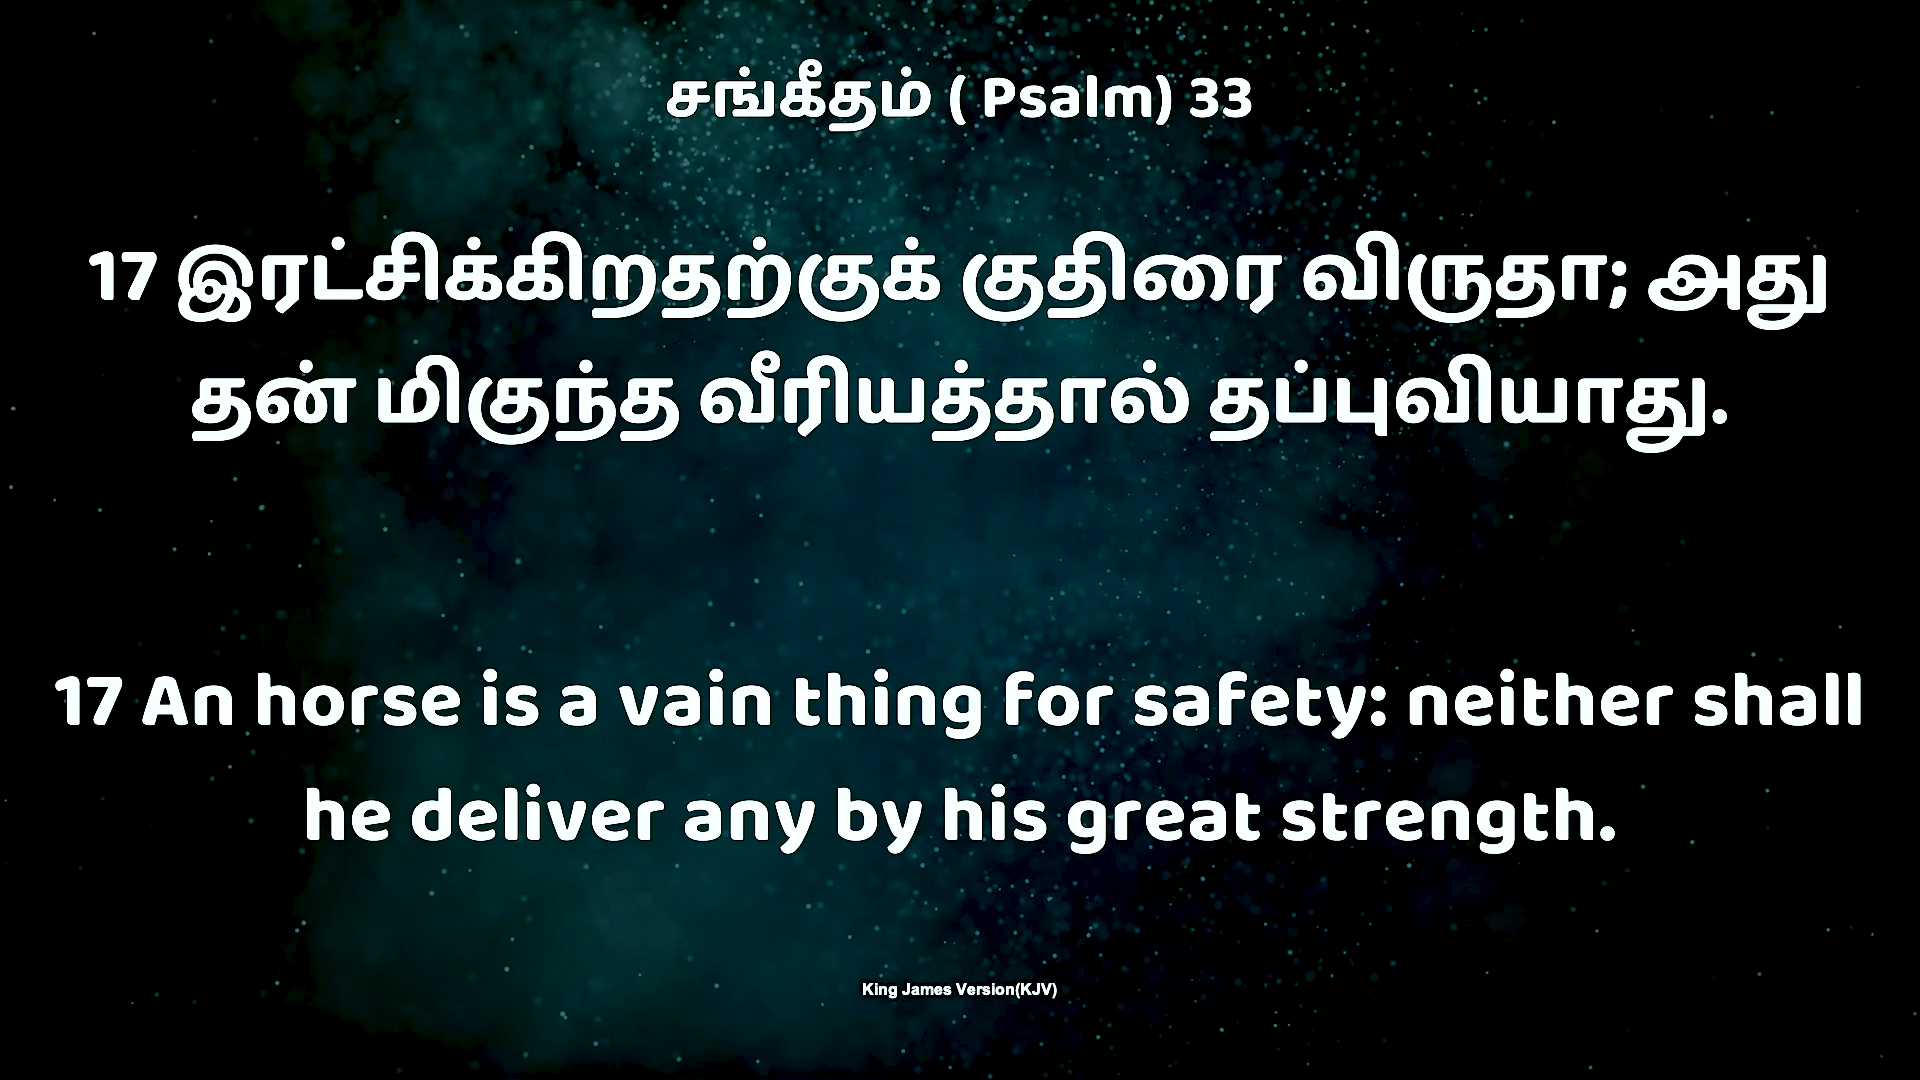 சங்கீதம் ( Psalm) 33
17 இரட்சிக்கிறதற்குக் குதிரை விருதா; அது
தன் மிகுந்த வீரியத்தால் தப்புவியாது.
17 An horse is a vain thing for safety: neither shall
he deliver any by his great strength.
King James Version(KJV)